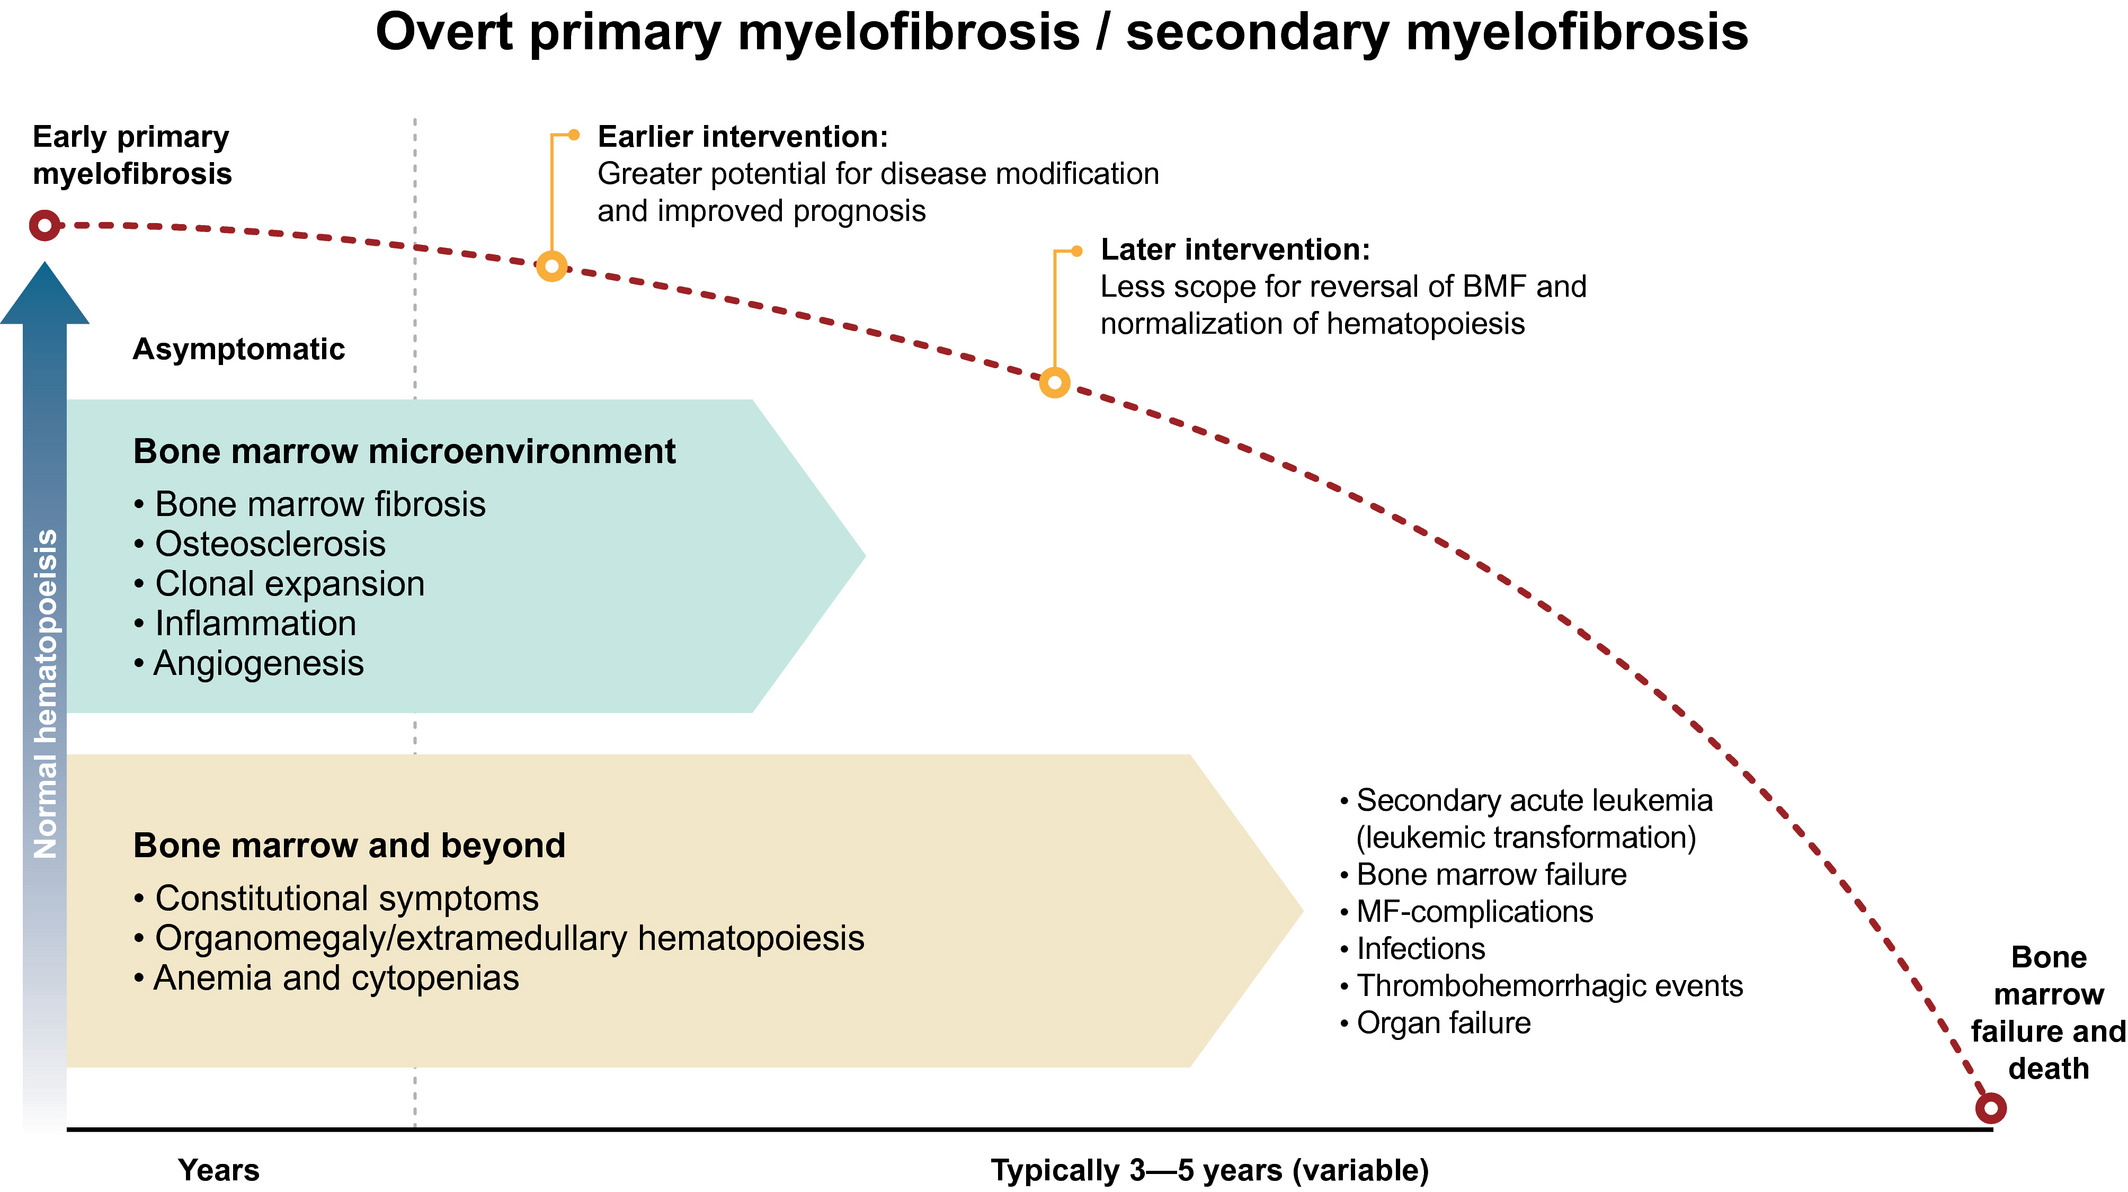 Overt primary myelofibrosis / secondary myelofibrosis
Early primary
myelofibrosis
Earlier intervention:
Greater potential for disease modification
and improved prognosis
Later intervention:
Less scope for reversal of BMF and
normalization of hematopoiesis
Asymptomatic
Normal hematopoeisis
Bone marrow microenvironment
• Bone marrow fibrosis
• Osteosclerosis
• Clonal expansion
• Inflammation
• Angiogenesis
Bone marrow and beyond
• Constitutional symptoms
• Organomegaly/extramedullary hematopoiesis
• Anemia and cytopenias
• Secondary acute leukemia
(leukemic transformation)
• Bone marrow failure
• MF-complications
• Infections
• Thrombohemorrhagic events
• Organ failure
Bone
marrow
failure and
death
Years
Typically 3—5 years (variable)